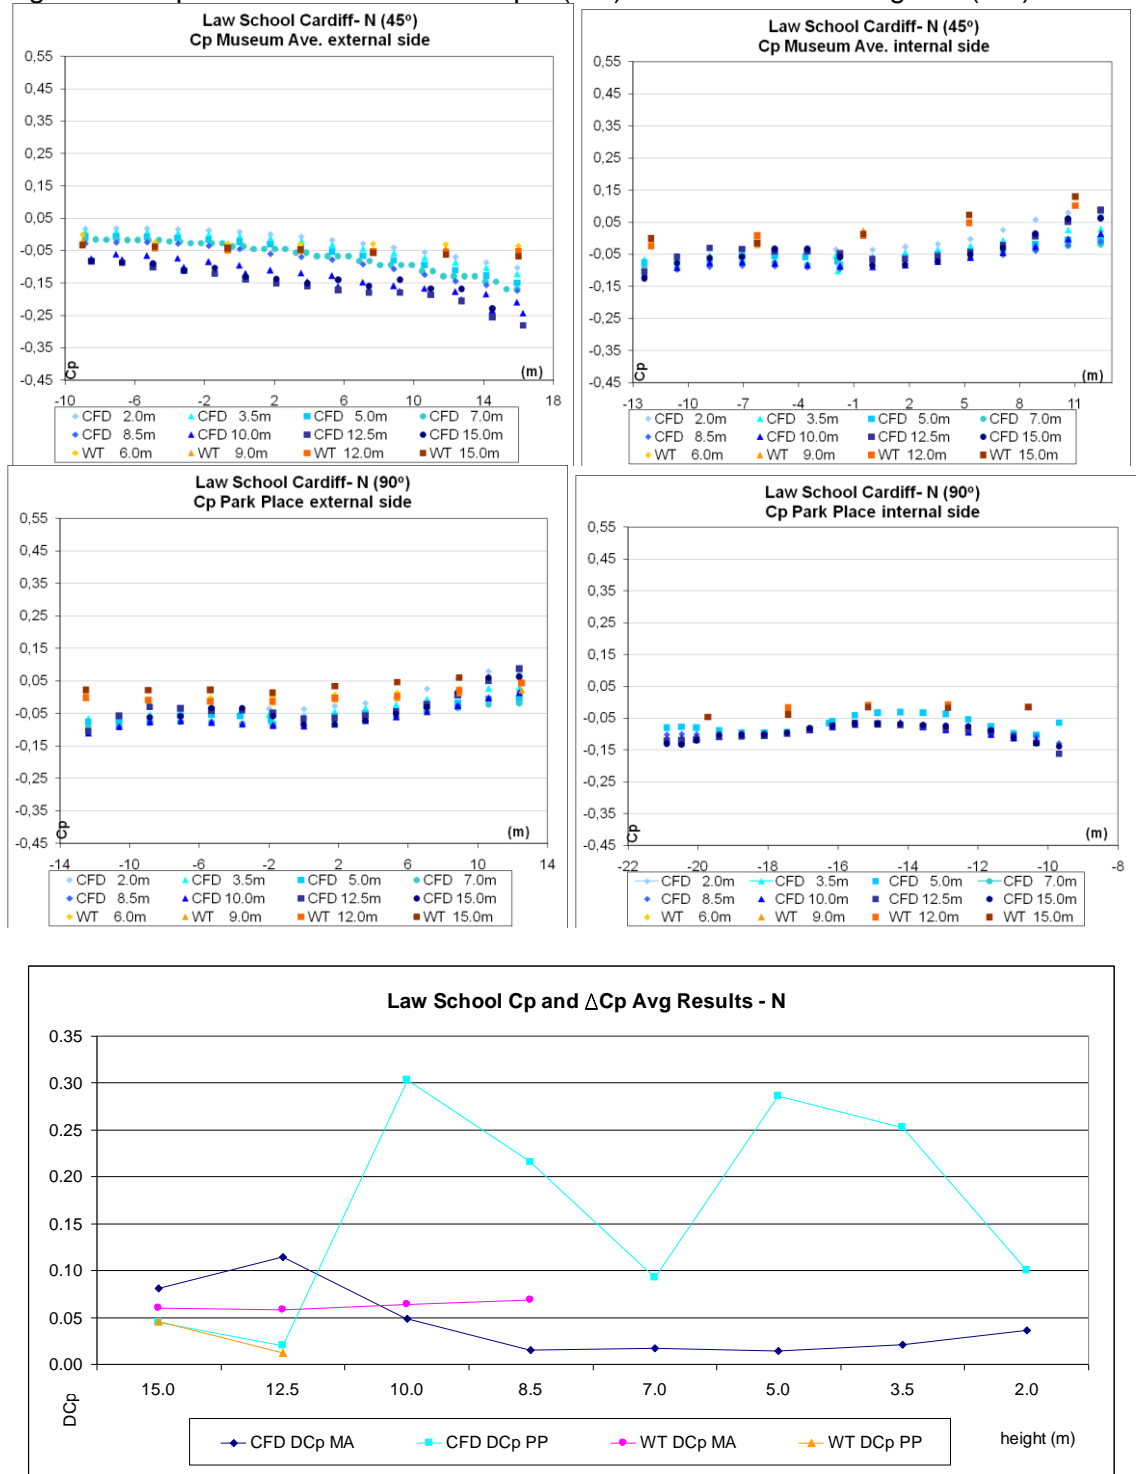 Law School Cardiff- N (45º)
Cp Museum Ave. external side
0,55
0,45
0,35
0,25
0,15
0,05
-0,05
-0,15
-0,25
-0,35
-0,45
Cp
(m)
-10 -6 -2 2 6 10 14 18
CFD 2.0m CFD 3.5m CFD 5.0m CFD 7.0m
CFD 8.5m CFD 10.0m CFD 12.5m CFD 15.0m
WT 6.0m WT 9.0m WT 12.0m WT 15.0m
Law School Cardiff- N (45º)
Cp Museum Ave. internal side
0,55
0,45
0,35
0,25
0,15
0,05
-0,05
-0,15
-0,25
-0,35
-0,45
Cp
(m)
-13 -10 -7 -4 -1 2 5 8 11
CFD 2.0m CFD 3.5m CFD 5.0m CFD 7.0m
CFD 8.5m CFD 10.0m CFD 12.5m CFD 15.0m
WT 6.0m WT 9.0m WT 12.0m WT 15.0m
Law School Cardiff- N (90º)
Cp Park Place external side
0,55
0,45
0,35
0,25
0,15
0,05
-0,05
-0,15
-0,25
-0,35
-0,45
Cp
(m)
-14 -10 -6 -2 2 6 10 14
CFD 2.0m CFD 3.5m CFD 5.0m CFD 7.0m
CFD 8.5m CFD 10.0m CFD 12.5m CFD 15.0m
WT 6.0m WT 9.0m WT 12.0m WT 15.0m
Law School Cardiff- N (90º)
Cp Park Place internal side
0,55
0,45
0,35
0,25
0,15
0,05
-0,05
-0,15
-0,25
-0,35
-0,45
Cp
(m)
-22 -20 -18 -16 -14 -12 -10 -8
CFD 2.0m CFD 3.5m CFD 5.0m CFD 7.0m
CFD 8.5m CFD 10.0m CFD 12.5m CFD 15.0m
WT 6.0m WT 9.0m WT 12.0m WT 15.0m
Law School Cp and ΔCp Avg Results - N
0.35
0.30
0.25
0.20
0.15
0.10
0.05
0.00
DCp
15.0 12.5 10.0 8.5 7.0 5.0 3.5 2.0
CFD DCp MA CFD DCp PP WT DCp MA WT DCp PP
height (m)